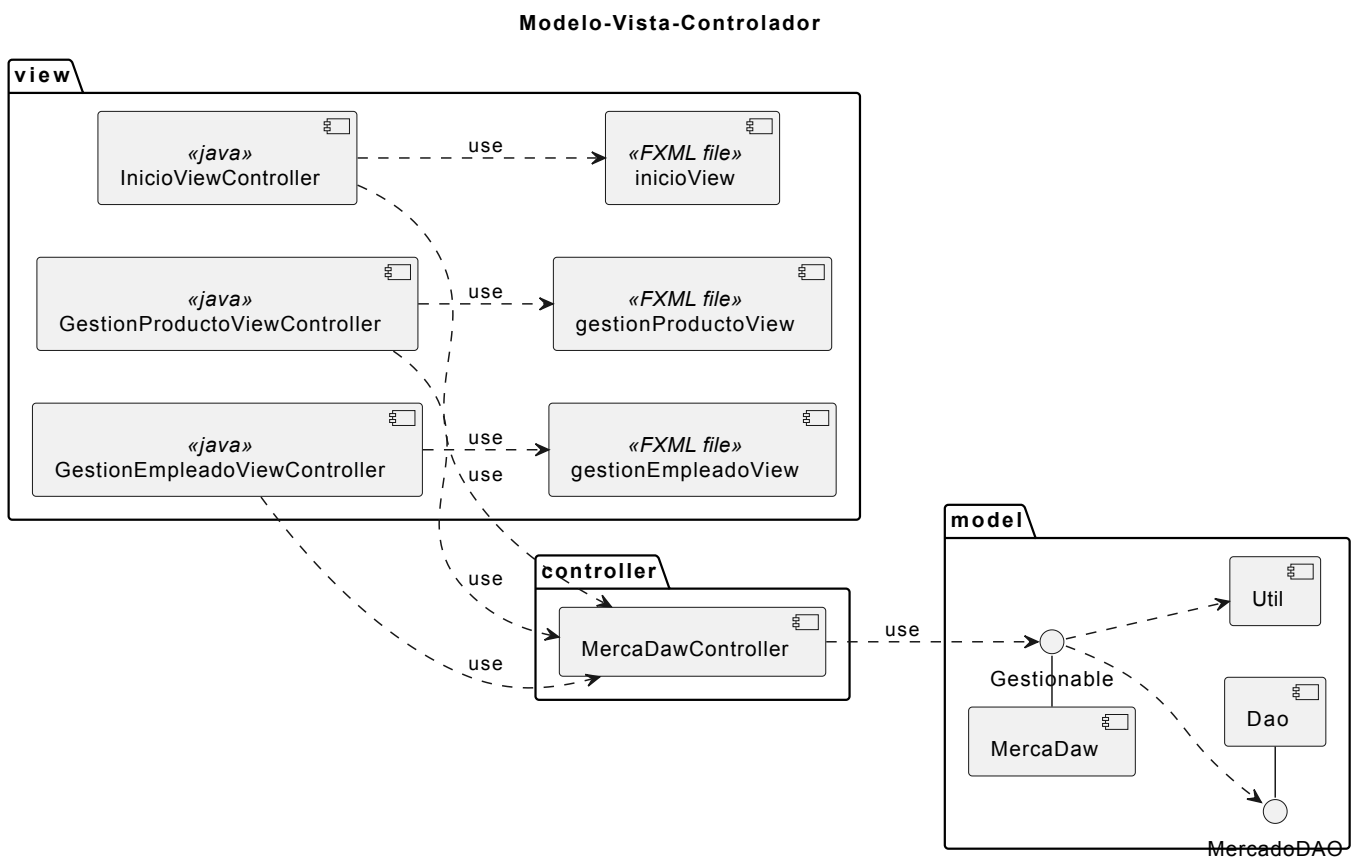 Modelo-Vista-Controlador
view
«java»
InicioViewController
use
«FXML file»
inicioView
«java»
GestionProductoViewController
use
«FXML file»
gestionProductoView
«java»
GestionEmpleadoViewController
use
«FXML file»
gestionEmpleadoView
use
controller
use
MercaDawController
use
use
model
Util
Gestionable
MercaDaw
Dao
MercadoDAO